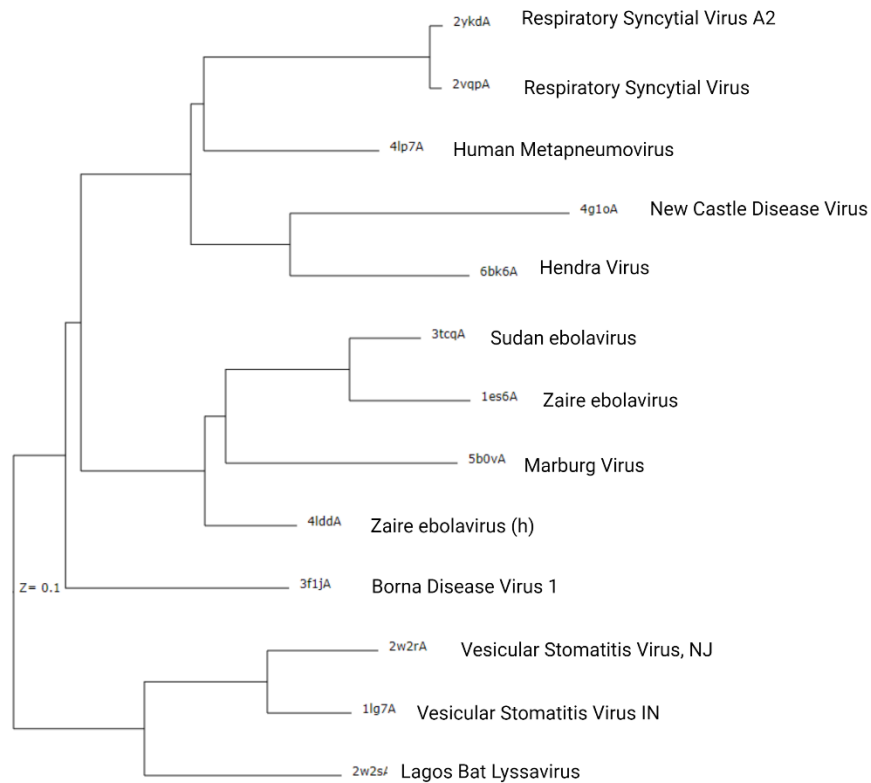 2ykdA Respiratory Syncytial Virus A2
2vqpA Respiratory Syncytial Virus
4lp7A Human Metapneumovirus
4g1oA New Castle Disease Virus
6bk6A Hendra Virus
3tcqA Sudan ebolavirus
1es6A Zaire ebolavirus
5b0vA Marburg Virus
4lddA Zaire ebolavirus (h)
Z= 0.1 3f1jA Borna Disease Virus 1
2w2rA Vesicular Stomatitis Virus, NJ
1lg7A Vesicular Stomatitis Virus IN
2w2sA Lagos Bat Lyssavirus